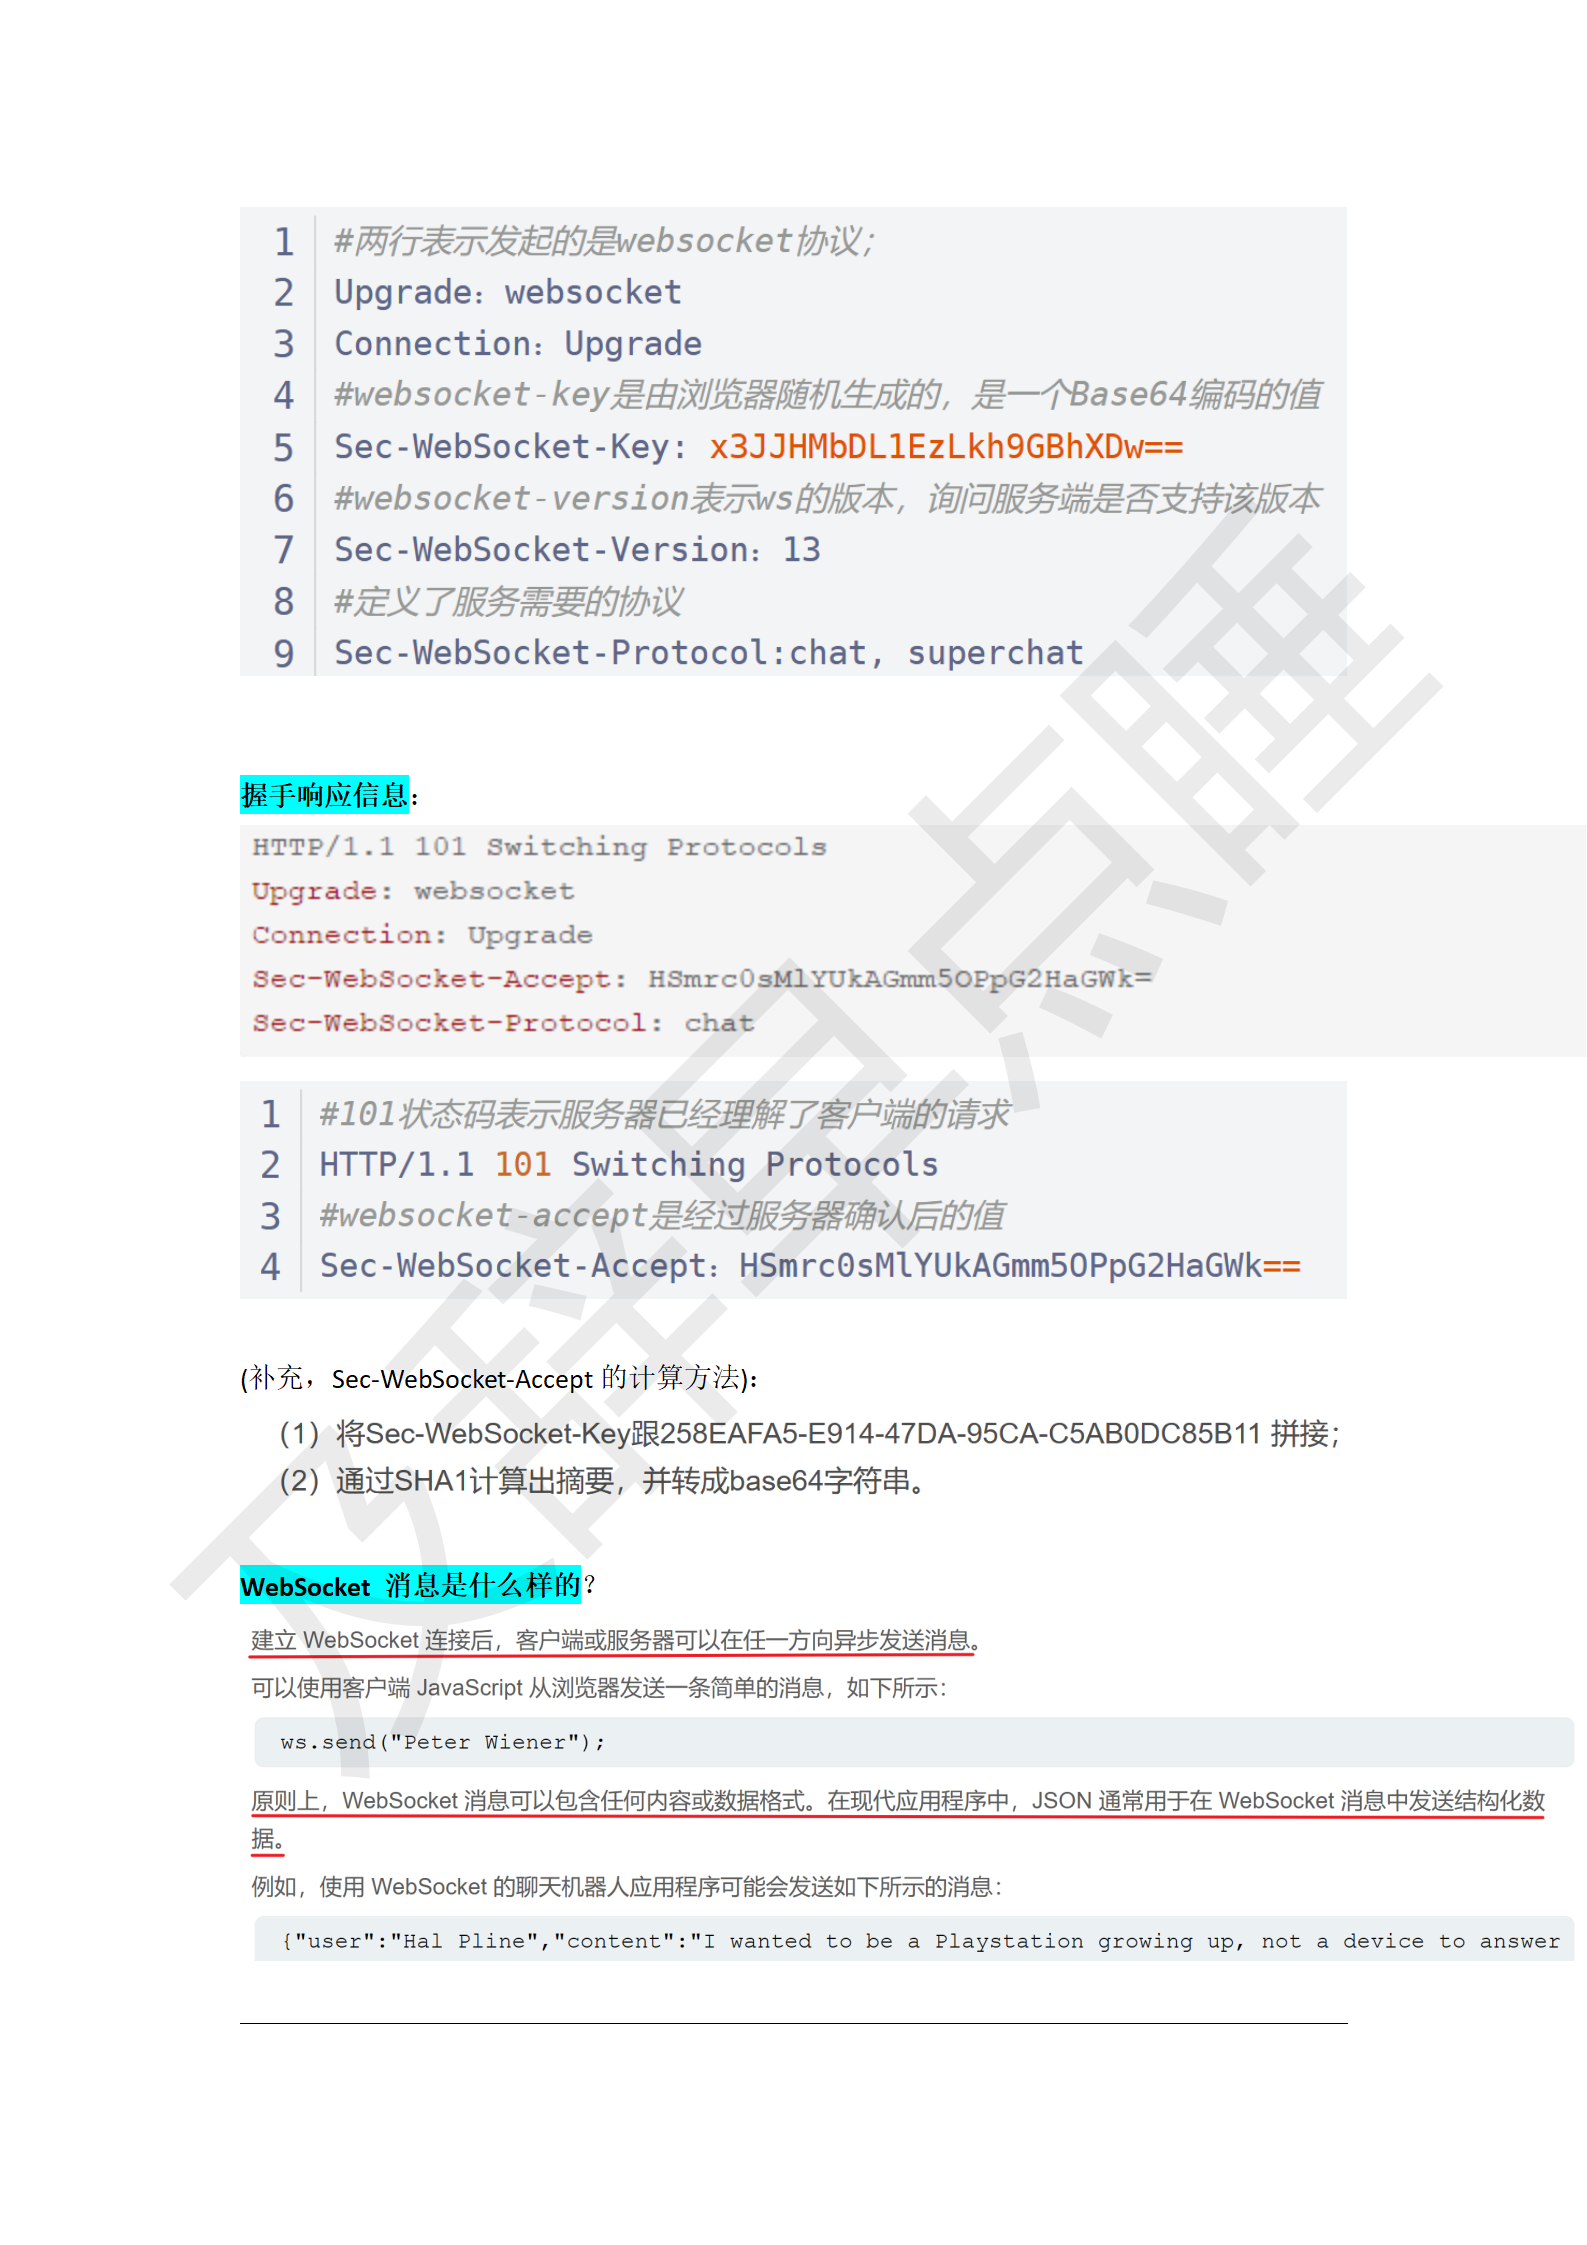 1 #两行表示发起的是websocket协议；
2 Upgrade：websocket
3 Connection：Upgrade
4 #websocket-key是由浏览器随机生成的，是一个Base64编码的值
5 Sec-WebSocket-Key: x3JJHMbDL1EzLkh9GBhXDw==
6 #websocket-version表示ws的版本，询问服务端是否支持该版本
7 Sec-WebSocket-Version：13
8 #定义了服务需要的协议
9 Sec-WebSocket-Protocol:chat, superchat
握手响应信息：
HTTP/1.1 101 Switching Protocols
Upgrade: websocket
Connection: Upgrade
Sec-WebSocket-Accept: HSmrc0sMlYUkAGmm5OPpG2HaGWk=
Sec-WebSocket-Protocol: chat
1 #101状态码表示服务器已经理解了客户端的请求
2 HTTP/1.1 101 Switching Protocols
3 #websocket-accept是经过服务器确认后的值
4 Sec-WebSocket-Accept：HSmrc0sMlYUkAGmm5OPpG2HaGWk==
(补充，Sec-WebSocket-Accept 的计算方法)：
（1）将Sec-WebSocket-Key跟258EAFA5-E914-47DA-95CA-C5AB0DC85B11 拼接；
（2）通过SHA1计算出摘要，并转成base64字符串。
WebSocket 消息是什么样的？
建立 WebSocket 连接后，客户端或服务器可以在任一方向异步发送消息。
可以使用客户端 JavaScript 从浏览器发送一条简单的消息，如下所示：
ws.send("Peter Wiener");
原则上，WebSocket 消息可以包含任何内容或数据格式。在现代应用程序中，JSON 通常用于在 WebSocket 消息中发送结构化数
据。
例如，使用 WebSocket 的聊天机器人应用程序可能会发送如下所示的消息：
{"user":"Hal Pline","content":"I wanted to be a Playstation growing up, not a device to answer
及辞早点睡